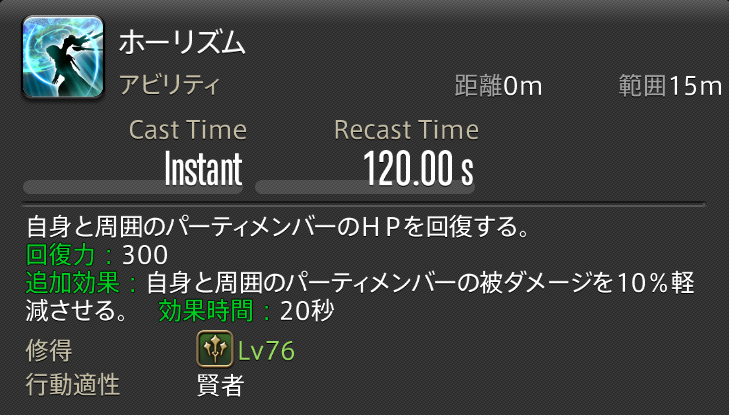 ホーリズム
アビリティ 距離0m 範囲15m
Cast Time Recast Time
Instant 120.00 s
自身と周囲のパーティメンバーのＨＰを回復する。
回復力：300
追加効果：自身と周囲のパーティメンバーの被ダメージを10％軽
減させる。 効果時間：20秒
修得 Lv76
行動適性 賢者